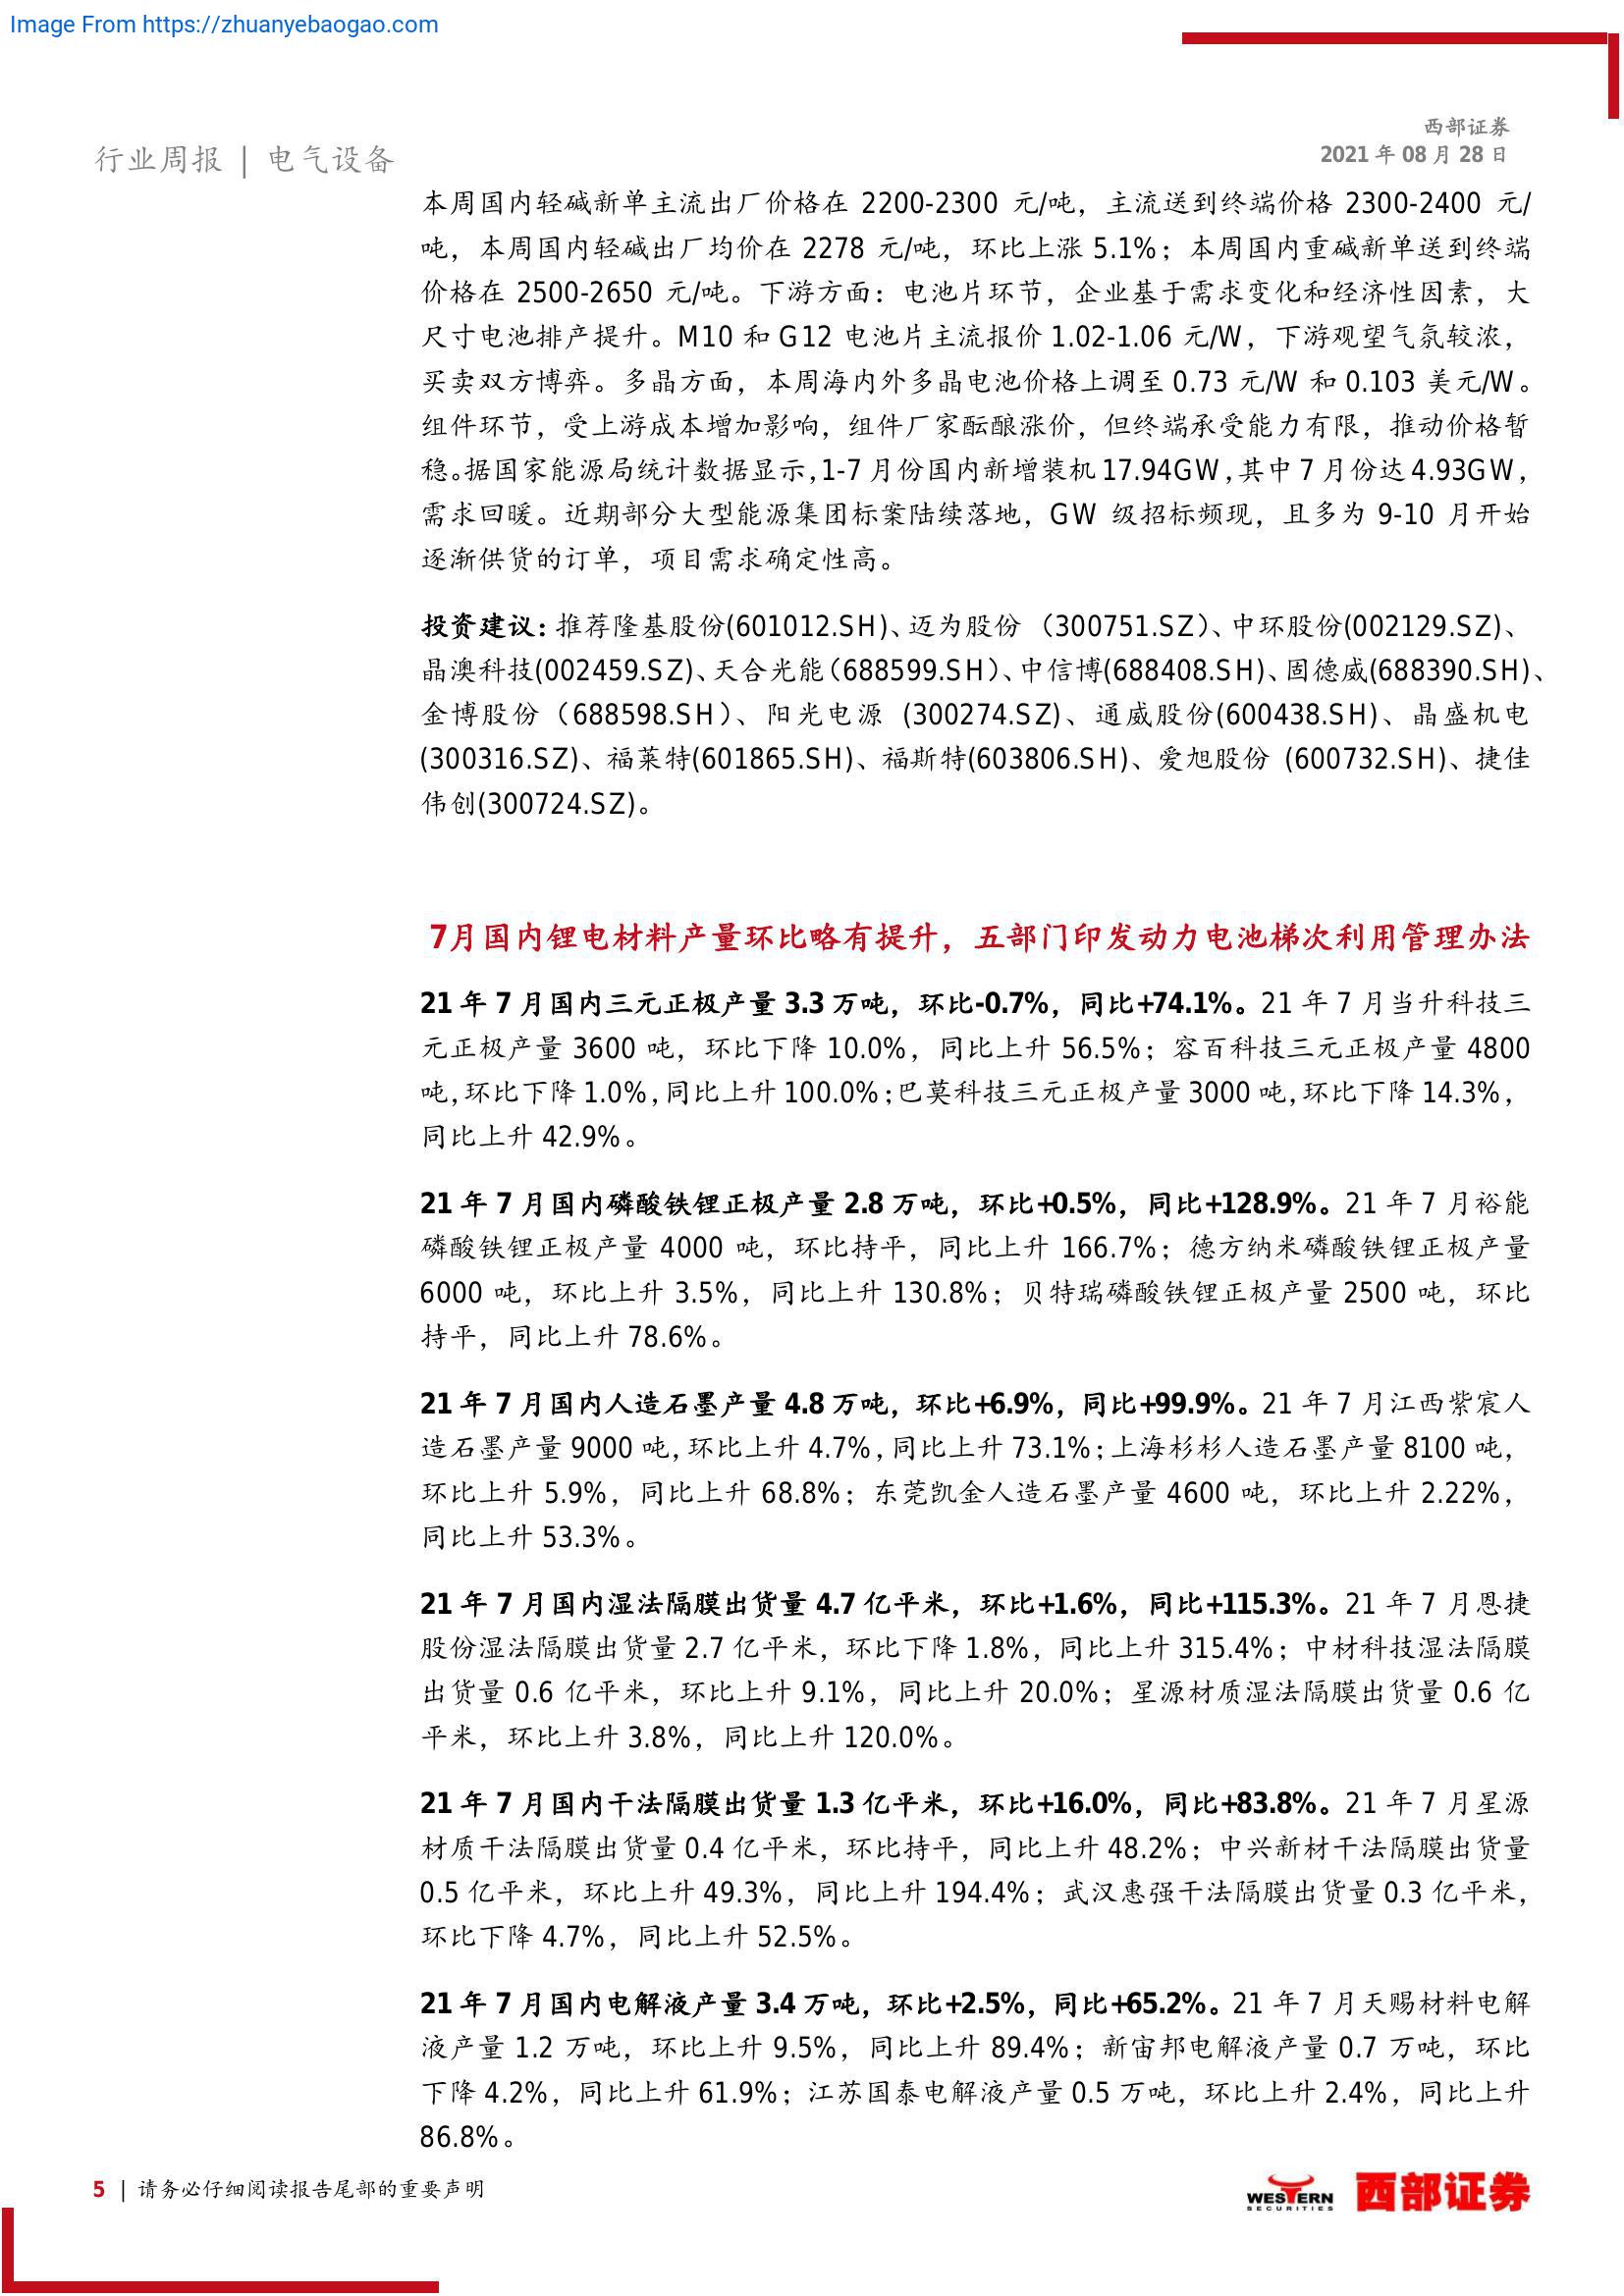 Image From https://zhuanyebaogao.com
西部证券
2021 年 08 月 28 日
行业周报 | 电气设备
本周国内轻碱新单主流出厂价格在 2200-2300 元/吨，主流送到终端价格 2300-2400 元/
吨，本周国内轻碱出厂均价在 2278 元/吨，环比上涨 5.1%；本周国内重碱新单送到终端
价格在 2500-2650 元/吨。下游方面：电池片环节，企业基于需求变化和经济性因素，大
尺寸电池排产提升。M10 和 G12 电池片主流报价 1.02-1.06 元/W，下游观望气氛较浓，
买卖双方博弈。多晶方面，本周海内外多晶电池价格上调至 0.73 元/W 和 0.103 美元/W。
组件环节，受上游成本增加影响，组件厂家酝酿涨价，但终端承受能力有限，推动价格暂
稳。据国家能源局统计数据显示，1-7 月份国内新增装机 17.94GW，其中 7 月份达 4.93GW，
需求回暖。近期部分大型能源集团标案陆续落地，GW 级招标频现，且多为 9-10 月开始
逐渐供货的订单，项目需求确定性高。
投资建议：推荐隆基股份(601012.SH)、迈为股份（300751.SZ）、中环股份(002129.SZ)、
晶澳科技(002459.SZ)、天合光能（688599.SH）、中信博(688408.SH)、固德威(688390.SH)、
金博股份（688598.SH）、阳光电源 (300274.SZ)、通威股份(600438.SH)、晶盛机电
(300316.SZ)、福莱特(601865.SH)、福斯特(603806.SH)、爱旭股份 (600732.SH)、捷佳
伟创(300724.SZ)。
7月国内锂电材料产量环比略有提升，五部门印发动力电池梯次利用管理办法
21 年 7 月国内三元正极产量 3.3 万吨，环比-0.7%，同比+74.1%。21 年 7 月当升科技三
元正极产量 3600 吨，环比下降 10.0%，同比上升 56.5%；容百科技三元正极产量 4800
吨，环比下降 1.0%，同比上升 100.0%；巴莫科技三元正极产量 3000 吨，环比下降 14.3%，
同比上升 42.9%。
21 年 7 月国内磷酸铁锂正极产量 2.8 万吨，环比+0.5%，同比+128.9%。21 年 7 月裕能
磷酸铁锂正极产量 4000 吨，环比持平，同比上升 166.7%；德方纳米磷酸铁锂正极产量
6000 吨，环比上升 3.5%，同比上升 130.8%；贝特瑞磷酸铁锂正极产量 2500 吨，环比
持平，同比上升 78.6%。
21 年 7 月国内人造石墨产量 4.8 万吨，环比+6.9%，同比+99.9%。21 年 7 月江西紫宸人
造石墨产量 9000 吨，环比上升 4.7%，同比上升 73.1%；上海杉杉人造石墨产量 8100 吨，
环比上升 5.9%，同比上升 68.8%；东莞凯金人造石墨产量 4600 吨，环比上升 2.22%，
同比上升 53.3%。
21 年 7 月国内湿法隔膜出货量 4.7 亿平米，环比+1.6%，同比+115.3%。21 年 7 月恩捷
股份湿法隔膜出货量 2.7 亿平米，环比下降 1.8%，同比上升 315.4%；中材科技湿法隔膜
出货量 0.6 亿平米，环比上升 9.1%，同比上升 20.0%；星源材质湿法隔膜出货量 0.6 亿
平米，环比上升 3.8%，同比上升 120.0%。
21 年 7 月国内干法隔膜出货量 1.3 亿平米，环比+16.0%，同比+83.8%。21 年 7 月星源
材质干法隔膜出货量 0.4 亿平米，环比持平，同比上升 48.2%；中兴新材干法隔膜出货量
0.5 亿平米，环比上升 49.3%，同比上升 194.4%；武汉惠强干法隔膜出货量 0.3 亿平米，
环比下降 4.7%，同比上升 52.5%。
21 年 7 月国内电解液产量 3.4 万吨，环比+2.5%，同比+65.2%。21 年 7 月天赐材料电解
液产量 1.2 万吨，环比上升 9.5%，同比上升 89.4%；新宙邦电解液产量 0.7 万吨，环比
下降 4.2%，同比上升 61.9%；江苏国泰电解液产量 0.5 万吨，环比上升 2.4%，同比上升
86.8%。
5 | 请务必仔细阅读报告尾部的重要声明
WESTERN
SECURITIES
西部证券